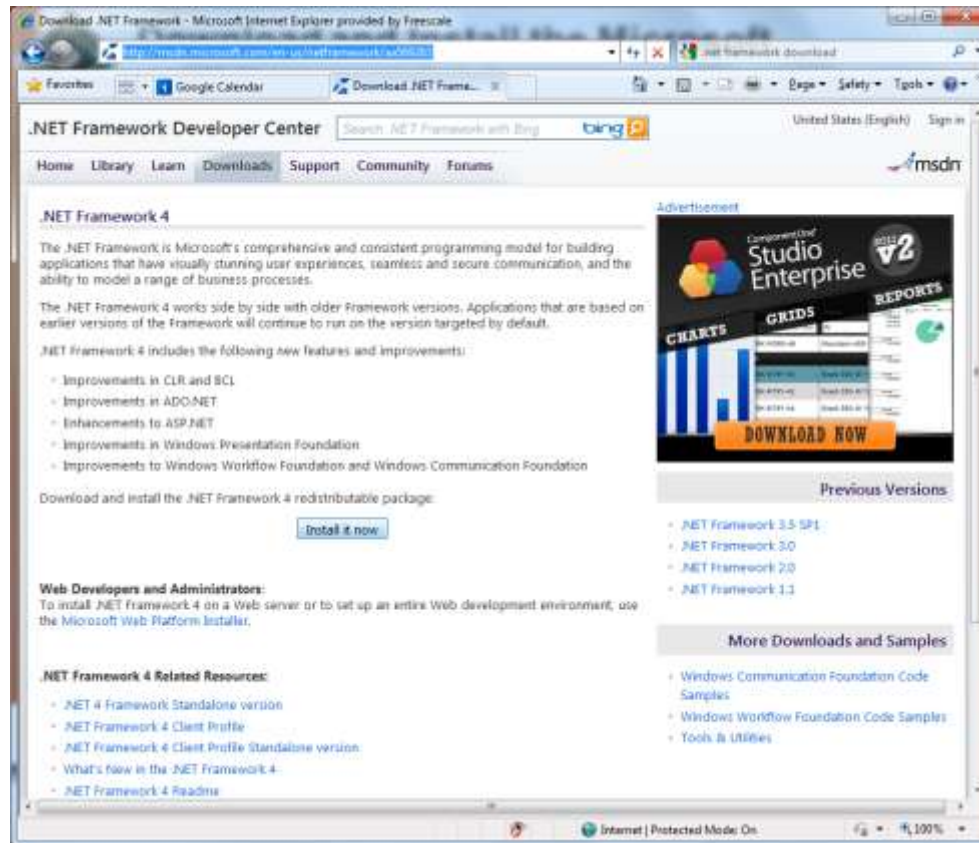 Download .NET Framework - Microsoft Internet Explorer provided by Freescale
.net framework download
Favorites
Google Calendar
Download .NET Frame...
Page
Safety
Tools
.NET Framework Developer Center
Search .NET Framework with Bing
bing
United States (English)
Sign in
Home
Library
Learn
Downloads
Support
Community
Forums
msdn
.NET Framework 4
The .NET Framework is Microsoft's comprehensive and consistent programming model for building
applications that have visually stunning user experiences, seamless and secure communication, and the
ability to model a range of business processes.
The .NET Framework 4 works side by side with older Framework versions. Applications that are based on
earlier versions of the Framework will continue to run on the version targeted by default.
.NET Framework 4 includes the following new features and improvements:
Improvements in CLR and BCL
Improvements in ADO.NET
Enhancements to ASP.NET
Improvements in Windows Presentation Foundation
Improvements to Windows Workflow Foundation and Windows Communication Foundation
Download and install the .NET Framework 4 redistributable package:
Install it now
Web Developers and Administrators:
To install .NET Framework 4 on a Web server or to set up an entire Web development environment, use
the Microsoft Web Platform Installer.
.NET Framework 4 Related Resources:
.NET 4 Framework Standalone version
.NET Framework 4 Client Profile
.NET Framework 4 Client Profile Standalone version
What's New in the .NET Framework 4
.NET Framework 4 Readme
Advertisement
ComponentOne
Studio
Enterprise
v2
CHARTS
GRIDS
REPORTS
DOWNLOAD NOW
Previous Versions
.NET Framework 3.5 SP1
.NET Framework 3.0
.NET Framework 2.0
.NET Framework 1.1
More Downloads and Samples
Windows Communication Foundation Code
Samples
Windows Workflow Foundation Code Samples
Tools & Utilities
Internet | Protected Mode: On
100%